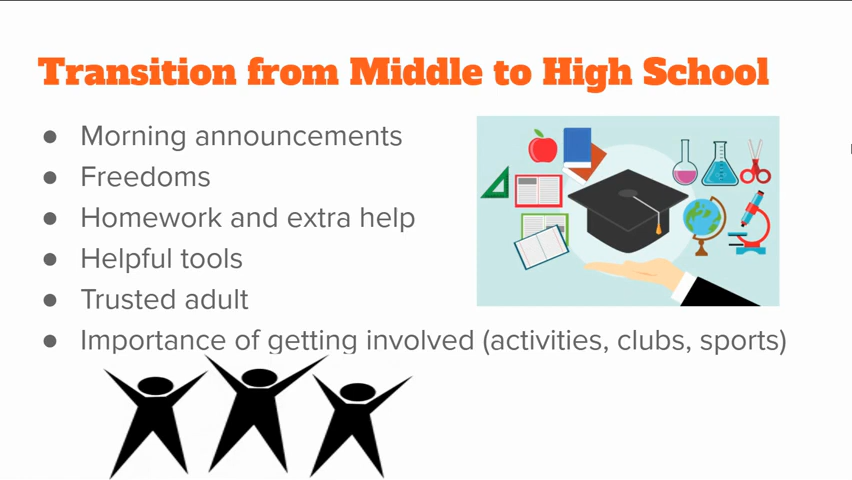 Transition from Middle to High School
● Morning announcements
● Freedoms
● Homework and extra help
● Helpful tools
● Trusted adult
● Importance of getting involved (activities, clubs, sports)